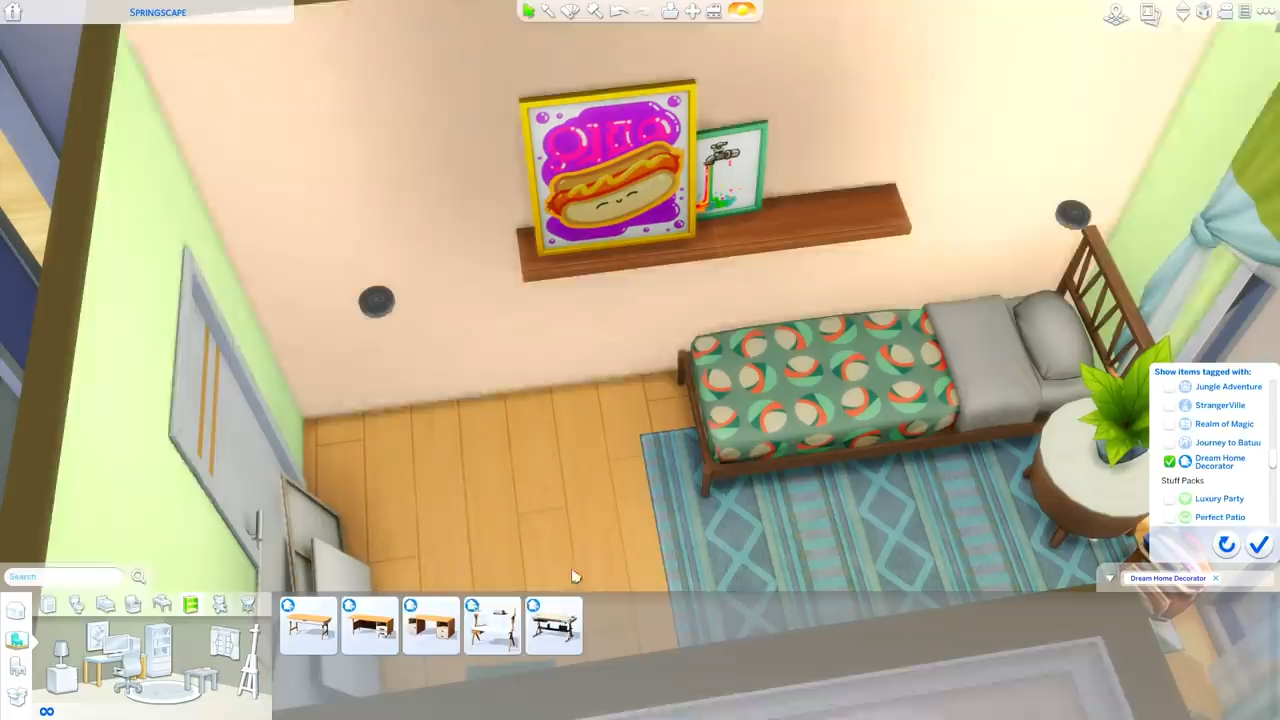 Springscape
Show items tagged with:
Jungle Adventure
StrangerVille
Realm of Magic
Journey to Batuu
Dream Home
Decorator
Stuff Packs
Luxury Party
Perfect Patio
Search
Dream Home Decorator